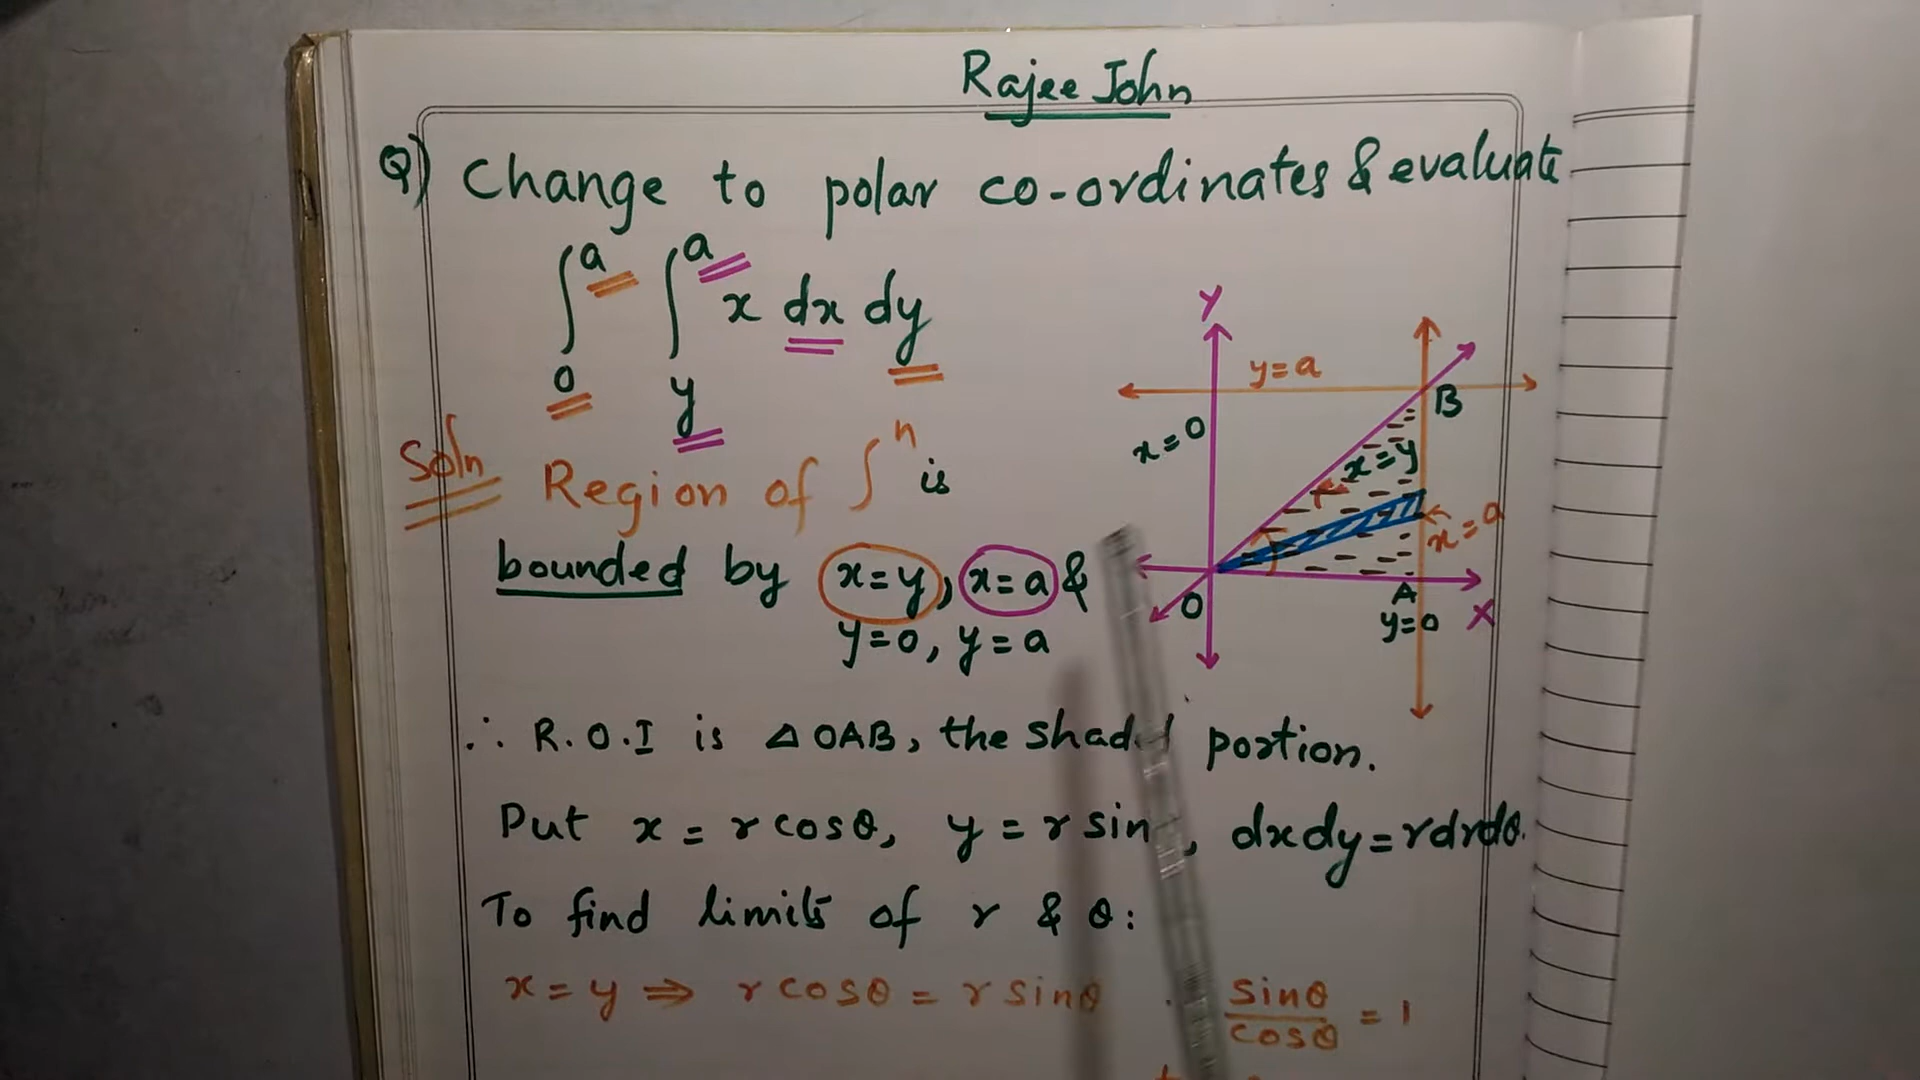 Rajee John
Q) Change to polar co-ordinates & evaluate
∫₀ᵃ ∫ᵧᵃ x dx dy
Soln Region of ∫ⁿ is
bounded by x=y, x=a &
y=0, y=a
∴ R.O.I is △OAB, the shaded portion.
Put x = r cosθ, y = r sin , dxdy = rdrdθ.
To find limits of r & θ:
x = y ⇒ r cosθ = r sinθ sinθ/cosθ = 1
Y
y=a
B
x=0
x=y
x=a
O
A
y=0
X